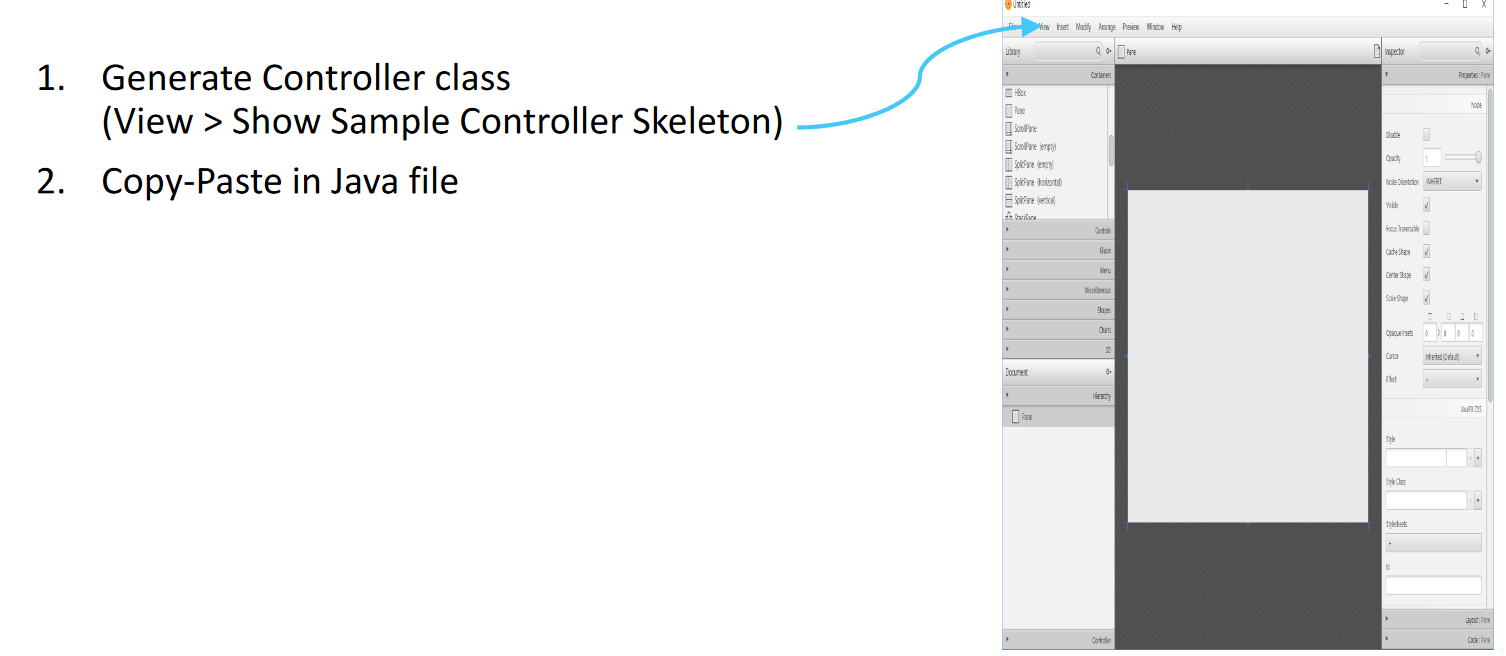 1. Generate Controller class
(View > Show Sample Controller Skeleton)
2. Copy-Paste in Java file
Untitled
View Insert Modify Arrange Preview Window Help
Library
Containers
HBox
Pane
ScrollPane
ScrollPane (empty)
SplitPane (empty)
SplitPane (horizontal)
SplitPane (vertical)
StackPane
Controls
Gluon
Menu
Miscellaneous
Shapes
Charts
3D
Document
Hierarchy
Pane
Controller
Pane
Inspector
Properties : Pane
Node
Disable
Opacity 1
Node Orientation INHERIT
Visible
Focus Traversable
Cache Shape
Center Shape
Scale Shape
Opaque Insets 0 0 0 0
Cursor Inherited (Default)
Effect +
JavaFX CSS
Style
Style Class
Stylesheets
+
Id
Layout : Pane
Code : Pane